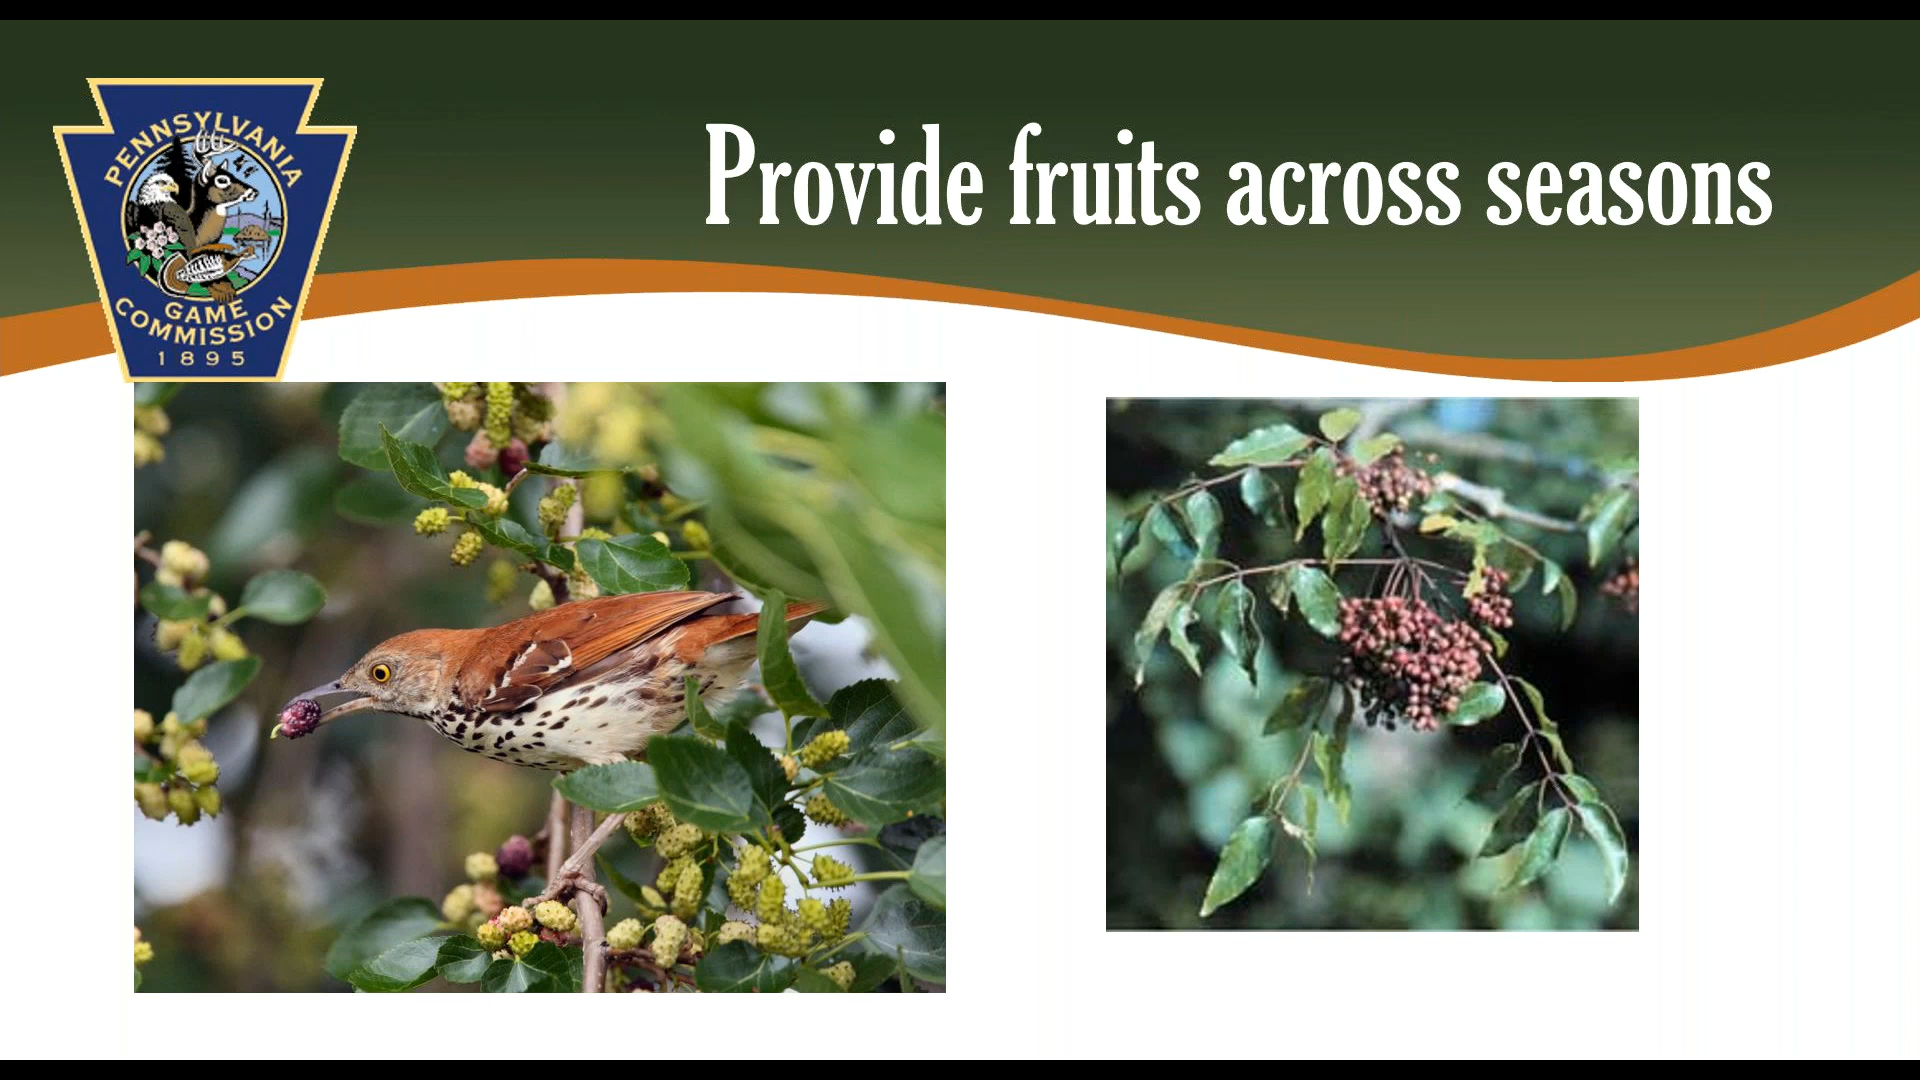 Provide fruits across seasons
PENNSYLVANIA
GAME
COMMISSION
1895